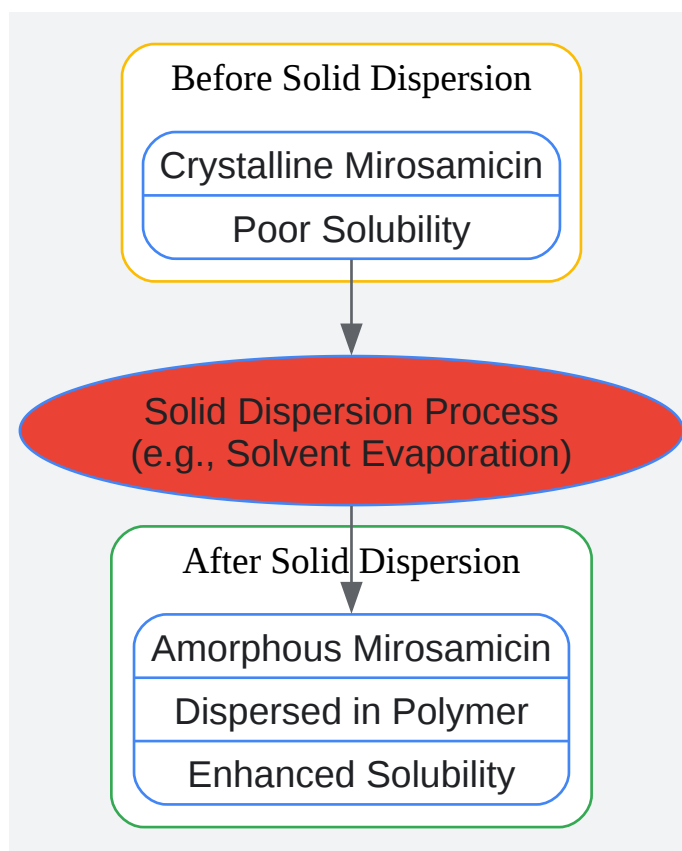 Before Solid Dispersion
Crystalline Mirosamicin
Poor Solubility
Solid Dispersion Process
(e.g., Solvent Evaporation)
After Solid Dispersion
Amorphous Mirosamicin
Dispersed in Polymer
Enhanced Solubility